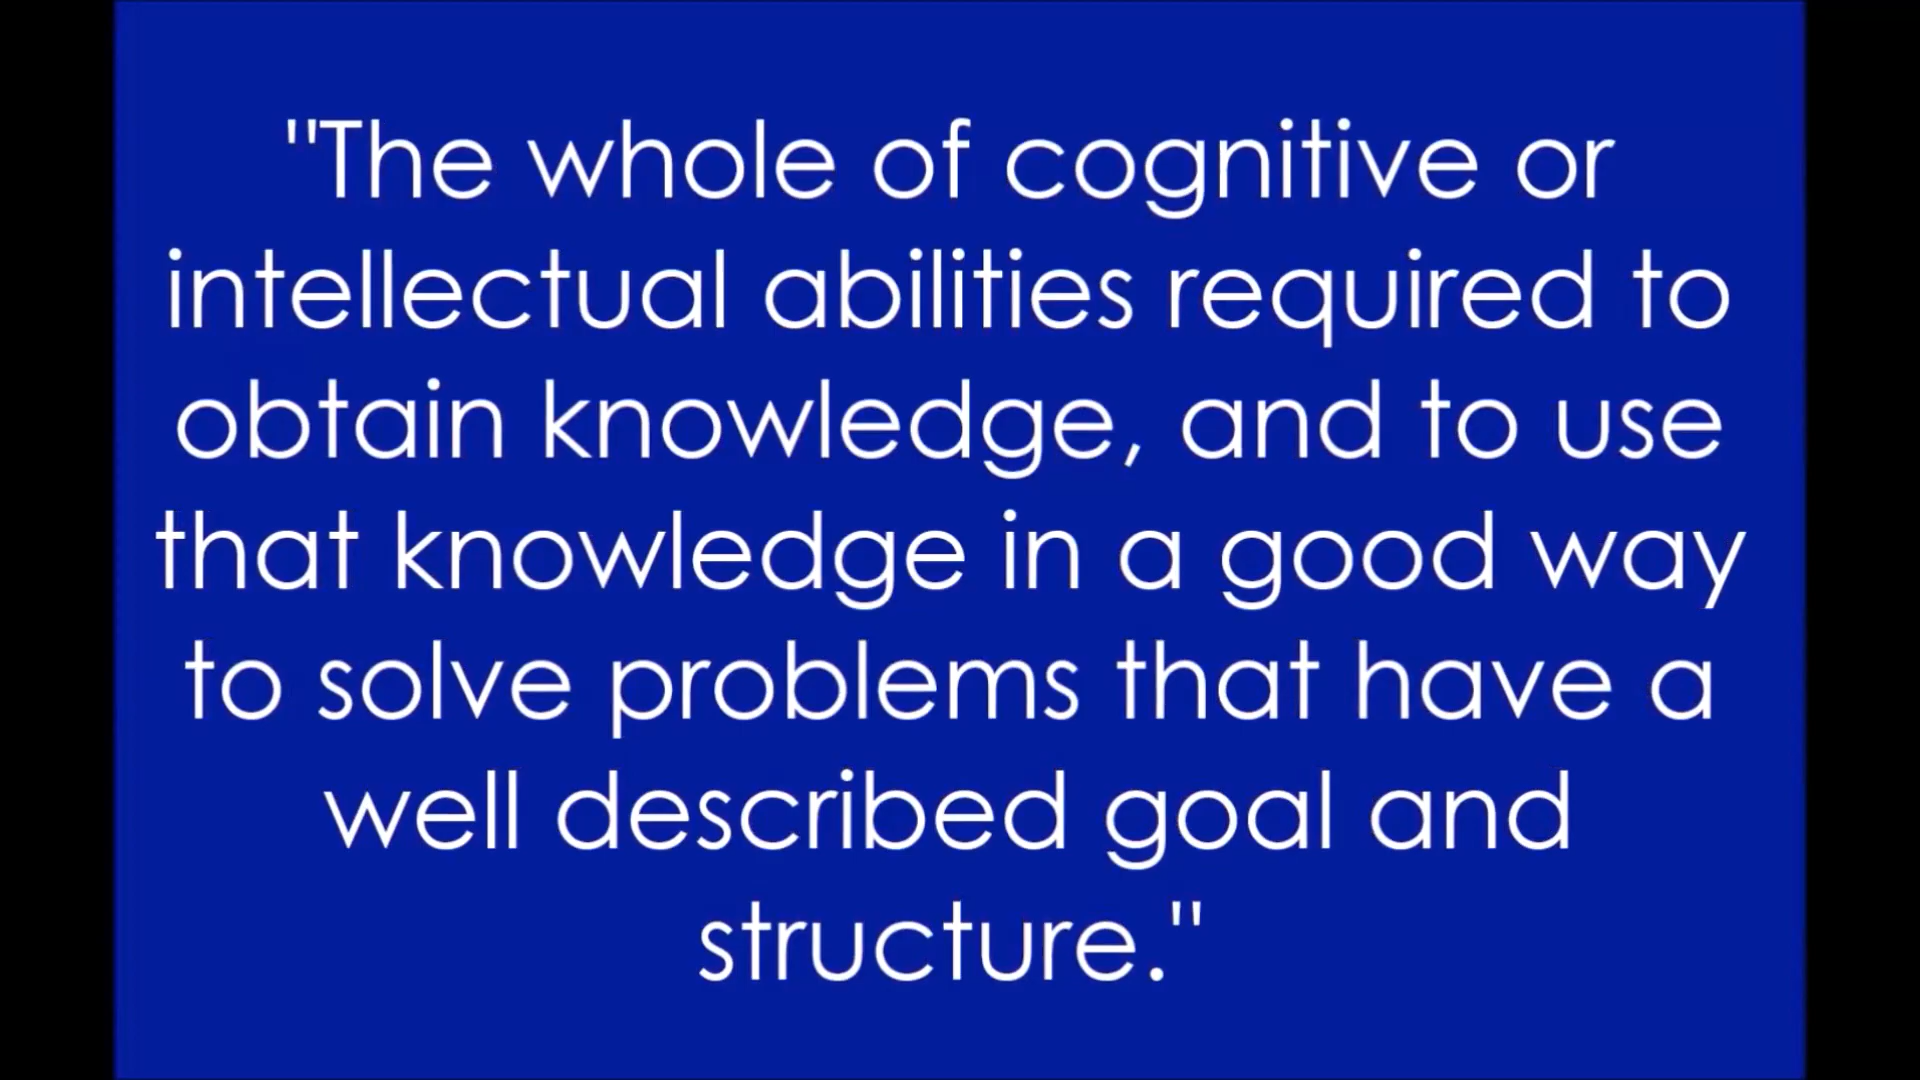 "The whole of cognitive or
intellectual abilities required to
obtain knowledge, and to use
that knowledge in a good way
to solve problems that have a
well described goal and
structure."